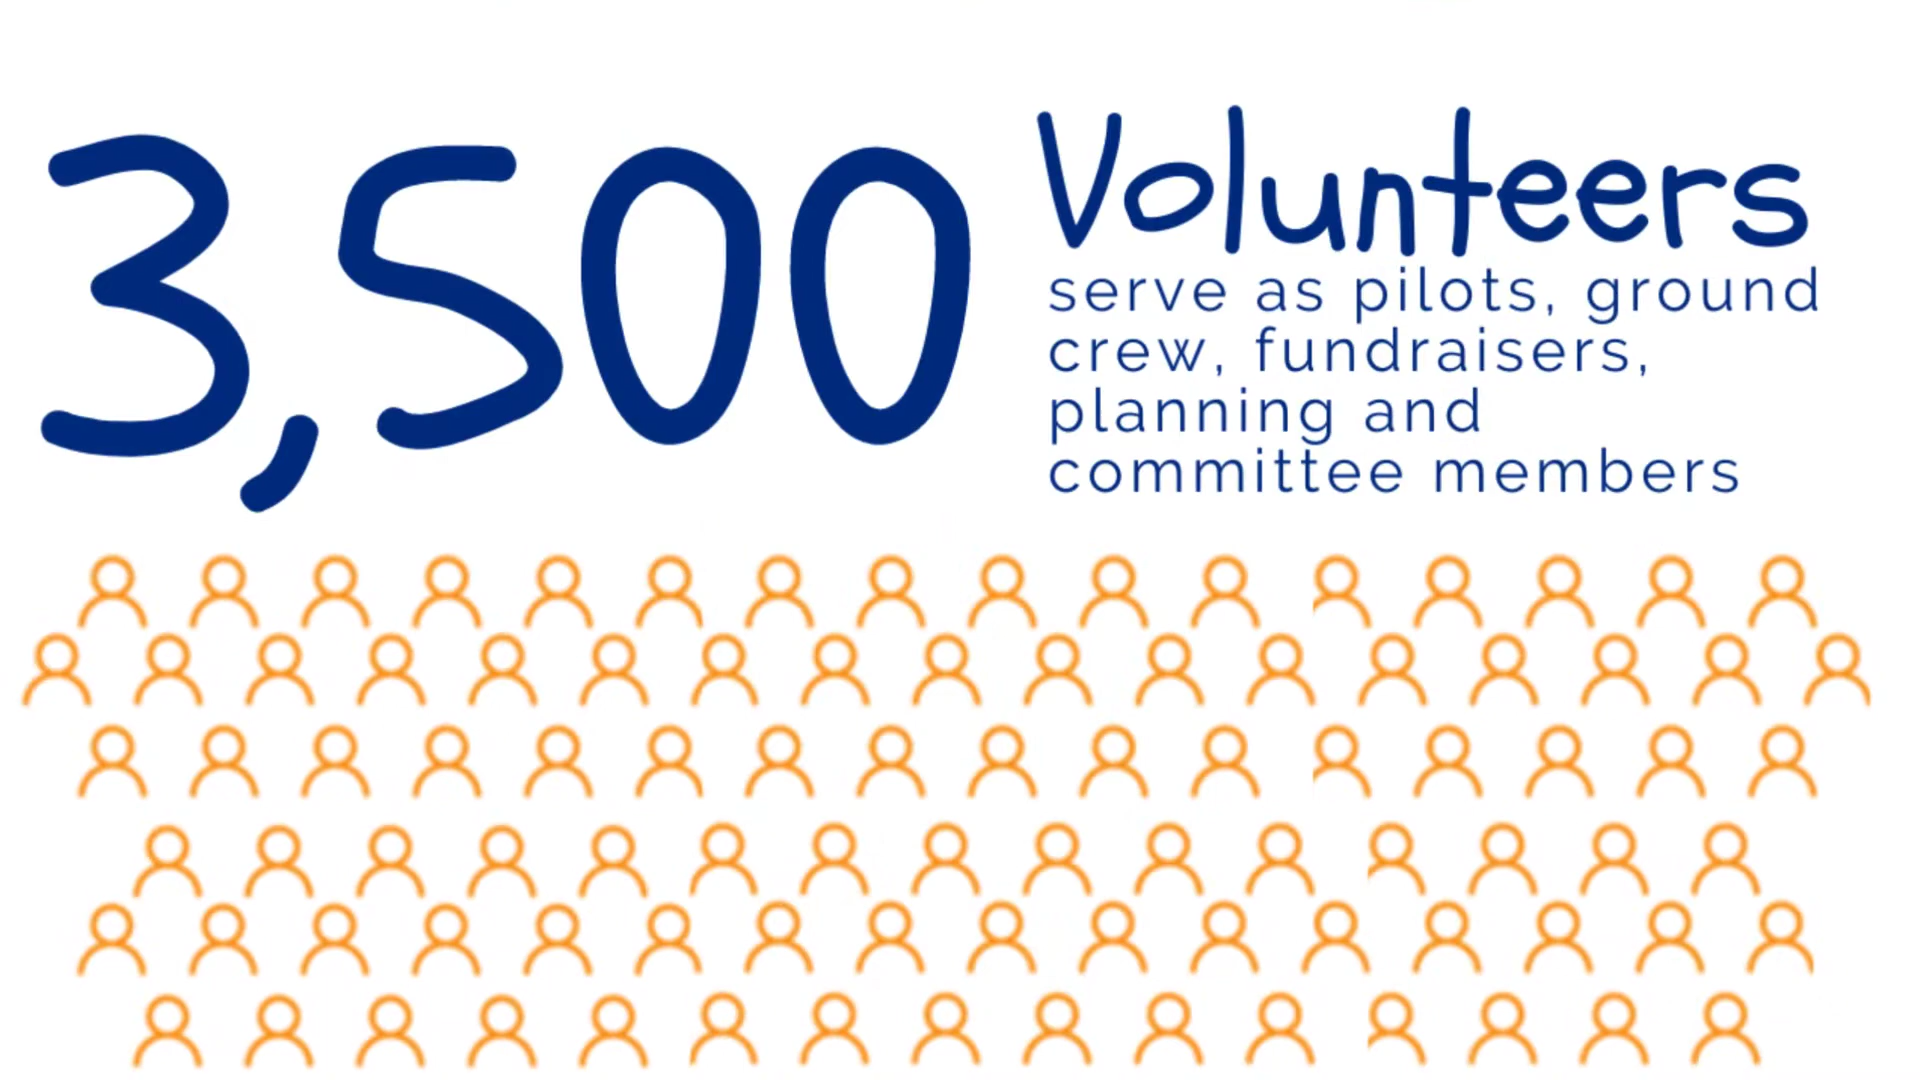 3,500
Volunteers
serve as pilots, ground
crew, fundraisers,
planning and
committee members